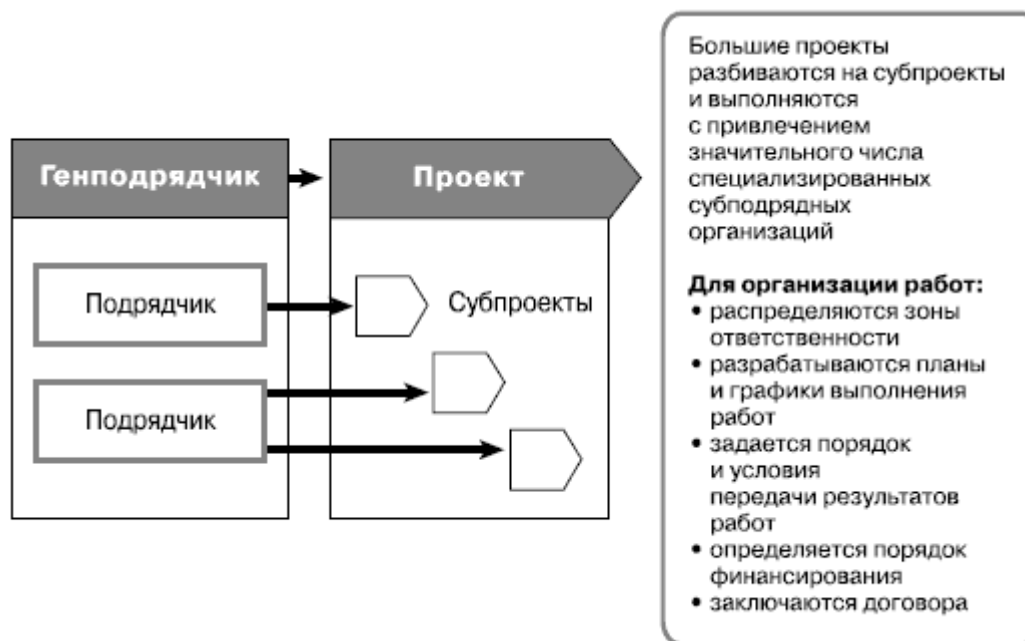 Генподрядчик
Проект
Подрядчик
Субпроекты
Подрядчик
Большие проекты
разбиваются на субпроекты
и выполняются
с привлечением
значительного числа
специализированных
субподрядных
организаций
Для организации работ:
• распределяются зоны
ответственности
• разрабатываются планы
и графики выполнения
работ
• задается порядок
и условия
передачи результатов
работ
• определяется порядок
финансирования
• заключаются договора